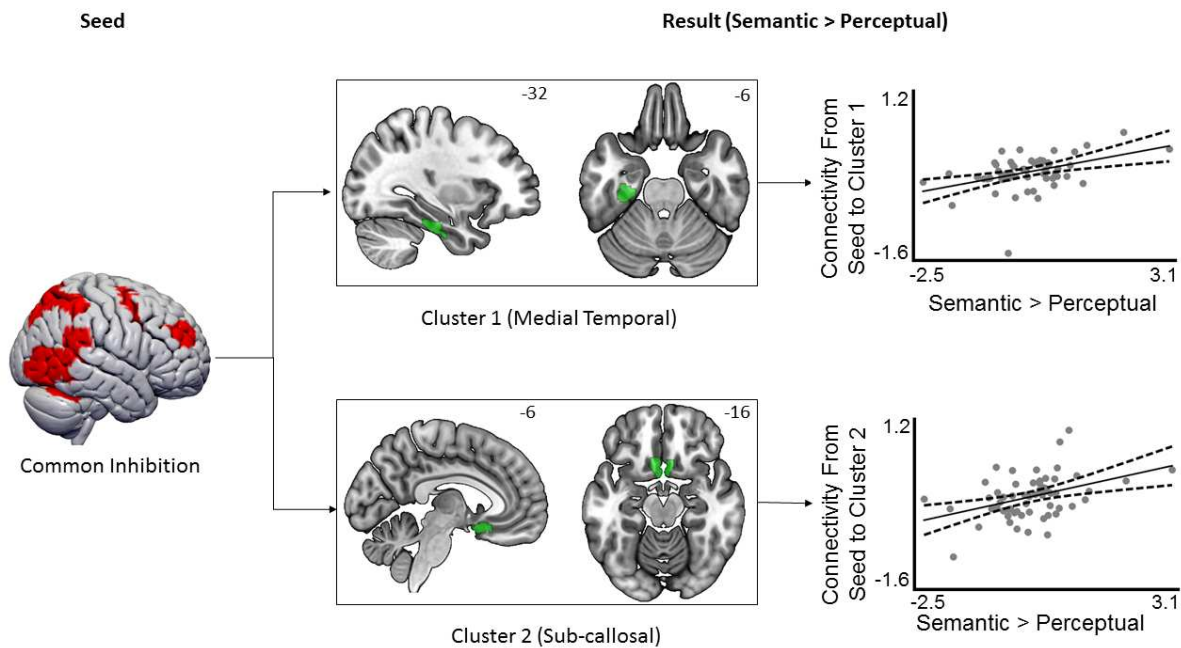 Seed
Result (Semantic > Perceptual)
-32
-6
1.2
Connectivity From
Seed to Cluster 1
-1.6
-2.5
3.1
Semantic > Perceptual
Cluster 1 (Medial Temporal)
Common Inhibition
-6
-16
1.2
Connectivity From
Seed to Cluster 2
-1.6
-2.5
3.1
Semantic > Perceptual
Cluster 2 (Sub-callosal)